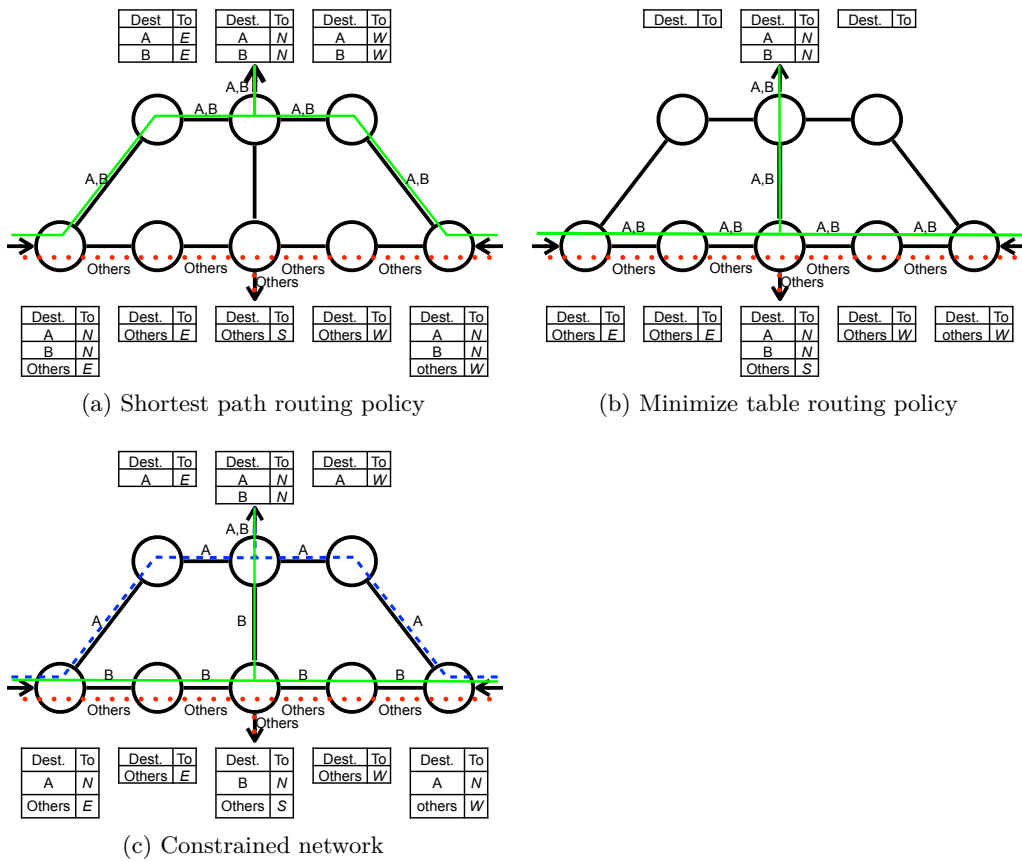 Dest To Dest. To Dest. To
A E A N A W
B E B N B W
A,B
A,B A,B
A,B A,B
Others Others Others Others
Others
Dest. To Dest. To Dest. To Dest. To Dest. To
A N Others E Others S Others W A N
B N B N
Others E others W
(a) Shortest path routing policy
Dest. To Dest. To Dest. To
A N
B N
A,B
A,B
A,B A,B A,B A,B
Others Others Others Others
Others
Dest. To Dest. To Dest. To Dest. To Dest. To
Others E Others E A N Others W others W
B N
Others S
(b) Minimize table routing policy
Dest. To Dest. To Dest. To
A E A N A W
B N
A,B
A A
A B A
B B B B
Others Others Others Others
Others
Dest. To Dest. To Dest. To Dest. To Dest. To
A N Others E B N Others W A N
Others E Others S others W
(c) Constrained network